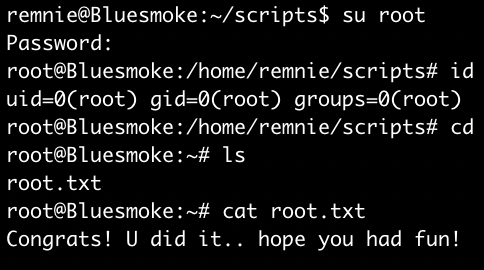 remnie@Bluesmoke:~/scripts$ su root
Password:
root@Bluesmoke:/home/remnie/scripts# id
uid=0(root) gid=0(root) groups=0(root)
root@Bluesmoke:/home/remnie/scripts# cd
root@Bluesmoke:~# ls
root.txt
root@Bluesmoke:~# cat root.txt
Congrats! U did it.. hope you had fun!